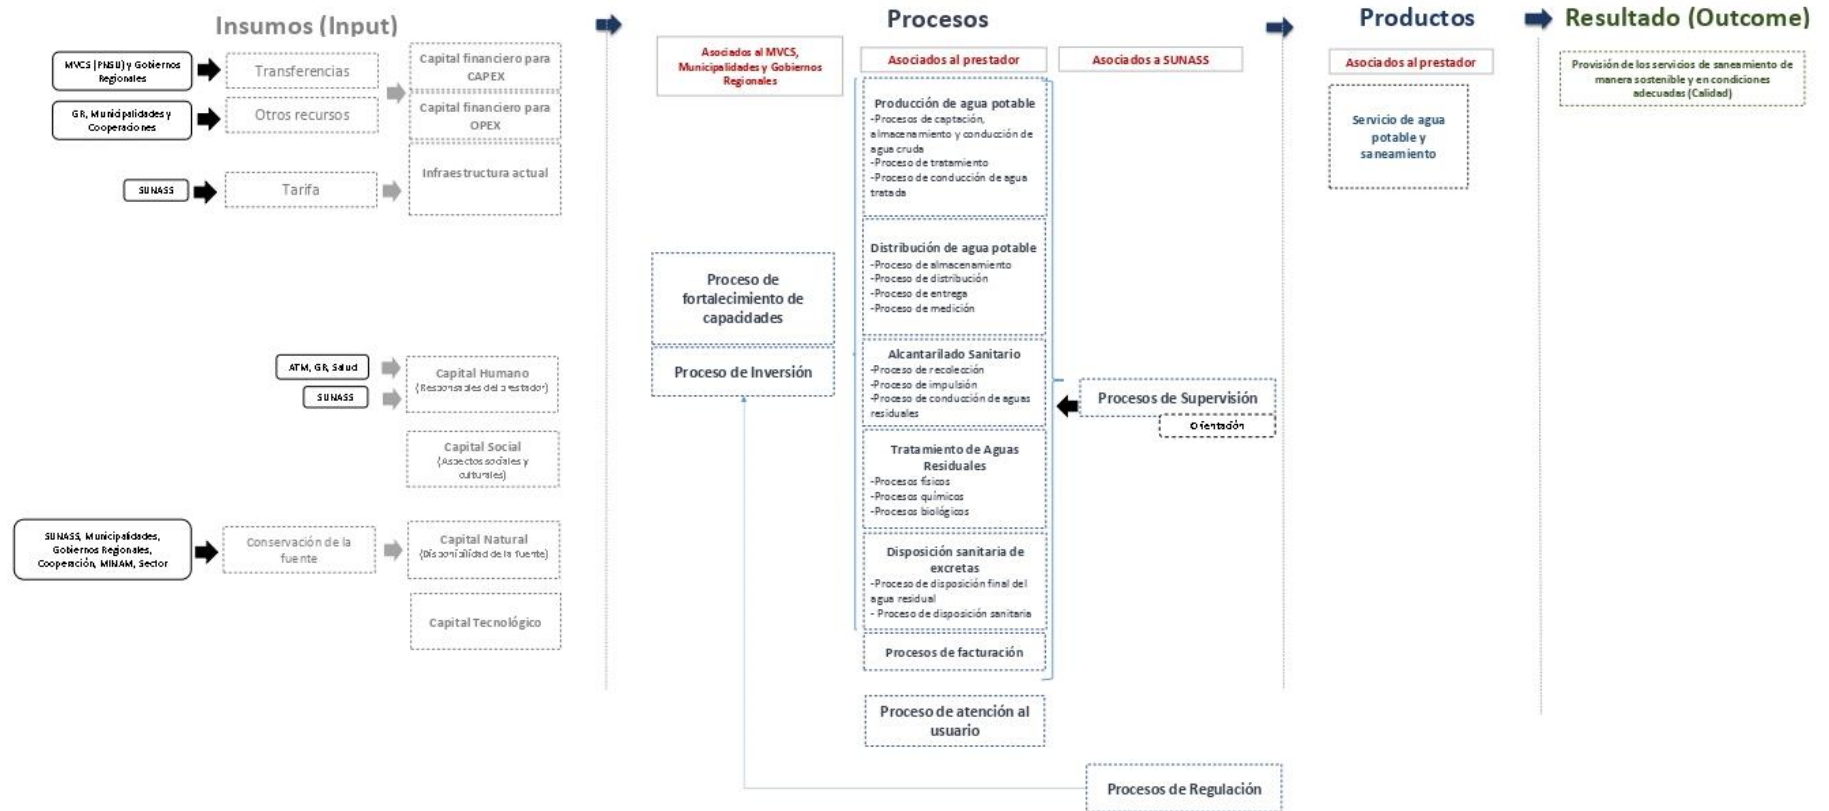 Insumos (Input)
MVCS (PNSU) y Gobiernos
Regionales
Transferencias
Capital financiero para
CAPEX
GR, Municipalidades y
Cooperaciones
Otros recursos
Capital financiero para
OPEX
SUNASS
Tarifa
Infraestructura actual
ATM, GR, Salud
SUNASS
Capital Humano
(Responsables del prestador)
Capital Social
(Aspectos sociales y
culturales)
SUNASS, Municipalidades,
Gobiernos Regionales,
Cooperación, MINAM, Sector
Conservación de la
fuente
Capital Natural
(Disponibilidad de la fuente)
Capital Tecnológico
Procesos
Asociados al MVCS,
Municipalidades y Gobiernos
Regionales
Proceso de
fortalecimiento de
capacidades
Proceso de Inversión
Asociados al prestador
Producción de agua potable
-Procesos de captación,
almacenamiento y conducción de
agua cruda
-Proceso de tratamiento
-Proceso de conducción de agua
tratada
Distribución de agua potable
-Proceso de almacenamiento
-Proceso de distribución
-Proceso de entrega
-Proceso de medición
Alcantarilado Sanitario
-Proceso de recolección
-Proceso de impulsión
-Proceso de conducción de aguas
residuales
Tratamiento de Aguas
Residuales
-Procesos físicos
-Procesos químicos
-Procesos biológicos
Disposición sanitaria de
excretas
-Proceso de disposición final del
agua residual
- Proceso de disposición sanitaria
Procesos de facturación
Proceso de atención al
usuario
Asociados a SUNASS
Procesos de Supervisión
Orientación
Procesos de Regulación
Productos
Asociados al prestador
Servicio de agua
potable y
saneamiento
Resultado (Outcome)
Provisión de los servicios de saneamiento de
manera sostenible y en condiciones
adecuadas (Calidad)